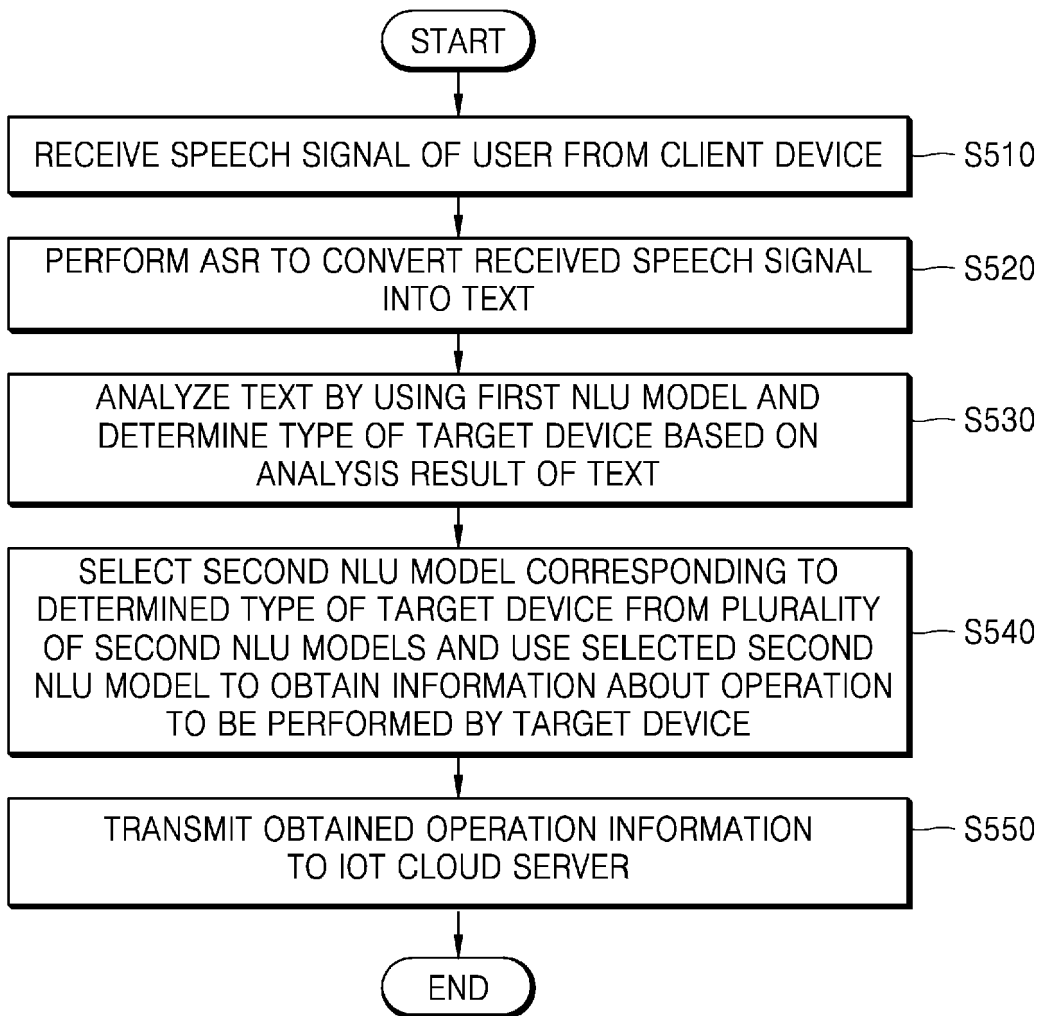 START
RECEIVE SPEECH SIGNAL OF USER FROM CLIENT DEVICE
S510
PERFORM ASR TO CONVERT RECEIVED SPEECH SIGNAL
INTO TEXT
S520
ANALYZE TEXT BY USING FIRST NLU MODEL AND
DETERMINE TYPE OF TARGET DEVICE BASED ON
ANALYSIS RESULT OF TEXT
S530
SELECT SECOND NLU MODEL CORRESPONDING TO
DETERMINED TYPE OF TARGET DEVICE FROM PLURALITY
OF SECOND NLU MODELS AND USE SELECTED SECOND
NLU MODEL TO OBTAIN INFORMATION ABOUT OPERATION
TO BE PERFORMED BY TARGET DEVICE
S540
TRANSMIT OBTAINED OPERATION INFORMATION
TO IOT CLOUD SERVER
S550
END